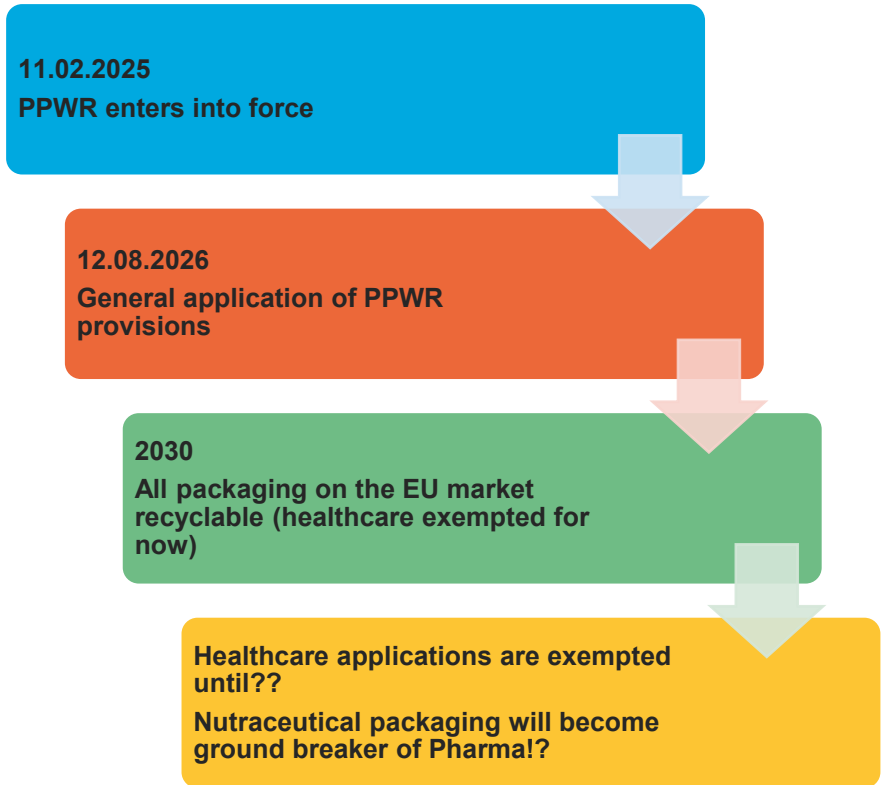 11.02.2025
PPWR enters into force
12.08.2026
General application of PPWR
provisions
2030
All packaging on the EU market
recyclable (healthcare exempted for
now)
Healthcare applications are exempted
until??
Nutraceutical packaging will become
ground breaker of Pharma!?